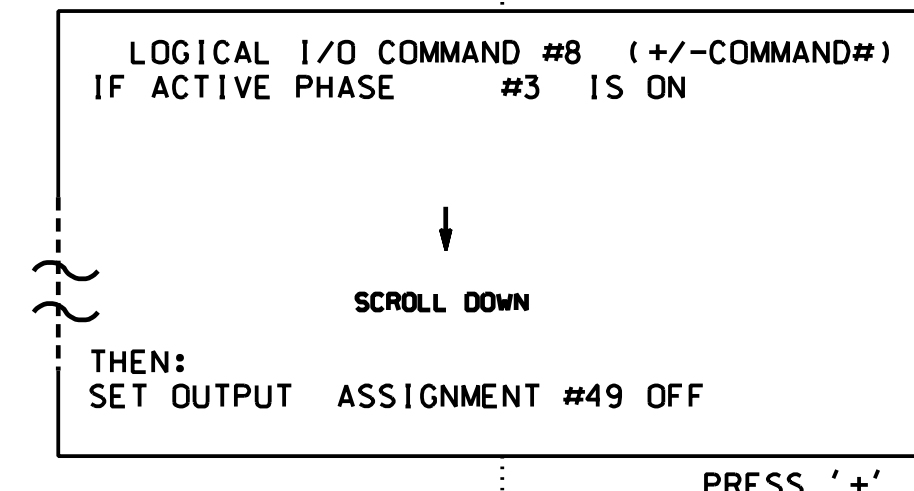 LOGICAL I/O COMMAND #8 (+/-COMMAND#)
IF ACTIVE PHASE #3 IS ON
SCROLL DOWN
THEN:
SET OUTPUT ASSIGNMENT #49 OFF
PRESS '+'